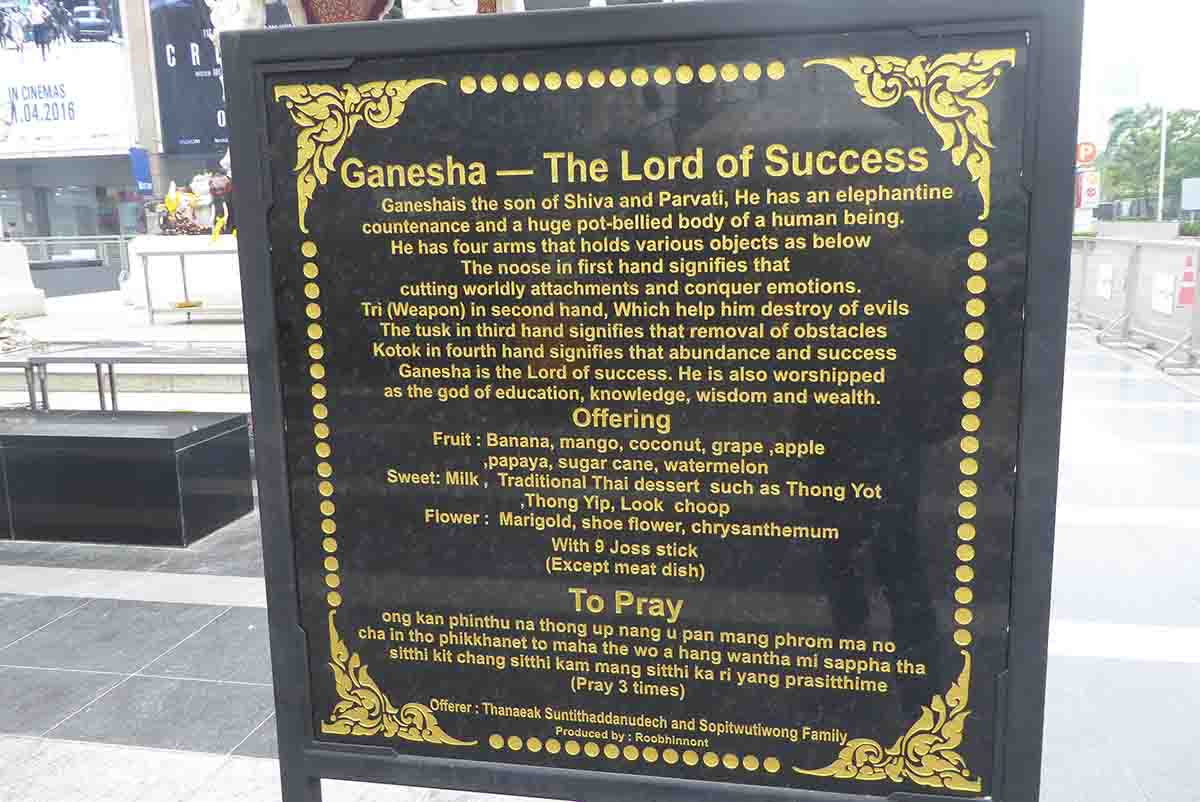 IN CINEMAS
.04.2016
Ganesha — The Lord of Success
Ganeshais the son of Shiva and Parvati, He has an elephantine
countenance and a huge pot-bellied body of a human being.
He has four arms that holds various objects as below
The noose in first hand signifies that
cutting worldly attachments and conquer emotions.
Tri (Weapon) in second hand, Which help him destroy of evils
The tusk in third hand signifies that removal of obstacles
Kotok in fourth hand signifies that abundance and success
Ganesha is the Lord of success. He is also worshipped
as the god of education, knowledge, wisdom and wealth.
Offering
Fruit : Banana, mango, coconut, grape ,apple
,papaya, sugar cane, watermelon
Sweet: Milk , Traditional Thai dessert such as Thong Yot
,Thong Yip, Look choop
Flower : Marigold, shoe flower, chrysanthemum
With 9 Joss stick
(Except meat dish)
To Pray
ong kan phinthu na thong up nang u pan mang phrom ma no
cha in tho phikkhanet to maha the wo a hang wantha mi sappha tha
sitthi kit chang sitthi kam mang sitthi ka ri yang prasitthime
(Pray 3 times)
Offerer : Thanaeak Suntithaddanudech and Sopitwutiwong Family
Produced by : Roobhinnont
P